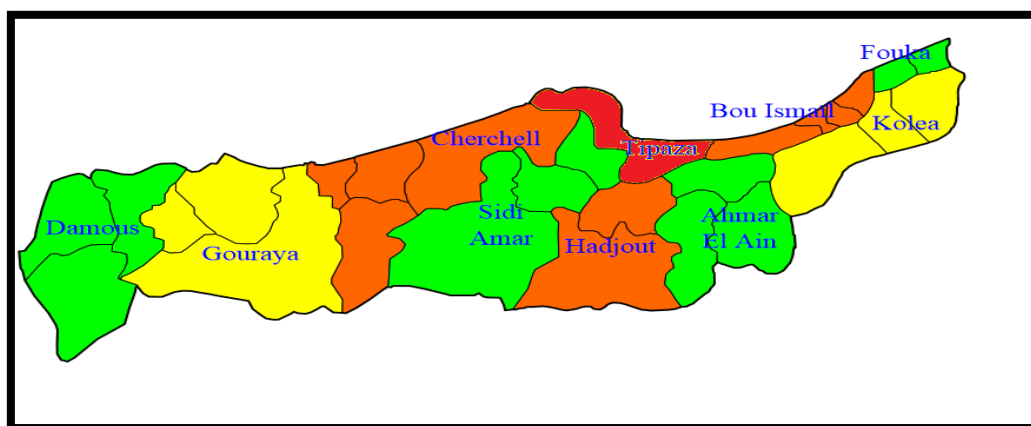 Fouka
Bou Ismail
Kolea
Cherchell
Tipaza
Damous
Sidi
Amar
Ahmar
El Ain
Gouraya
Hadjout